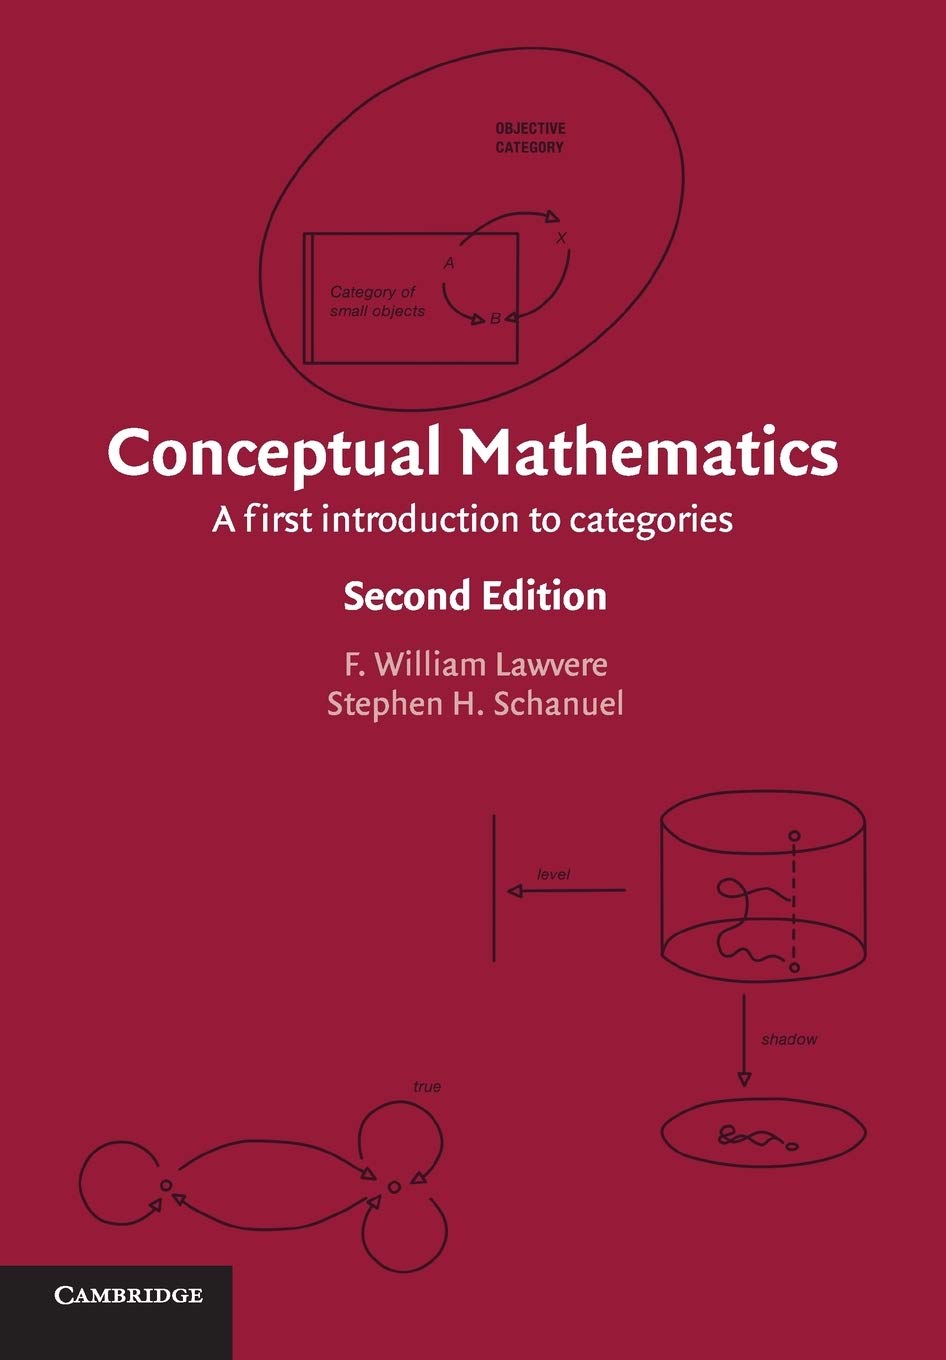 OBJECTIVE
CATEGORY
X
A
Category of
small objects
B
Conceptual Mathematics
A first introduction to categories
Second Edition
F. William Lawvere
Stephen H. Schanuel
level
shadow
true
CAMBRIDGE